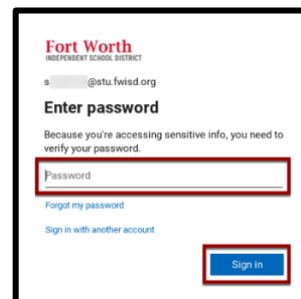 Fort Worth
INDEPENDENT SCHOOL DISTRICT
s @stu.fwisd.org
Enter password
Because you're accessing sensitive info, you need to
verify your password.
Password
Forgot my password
Sign in with another account
Sign in